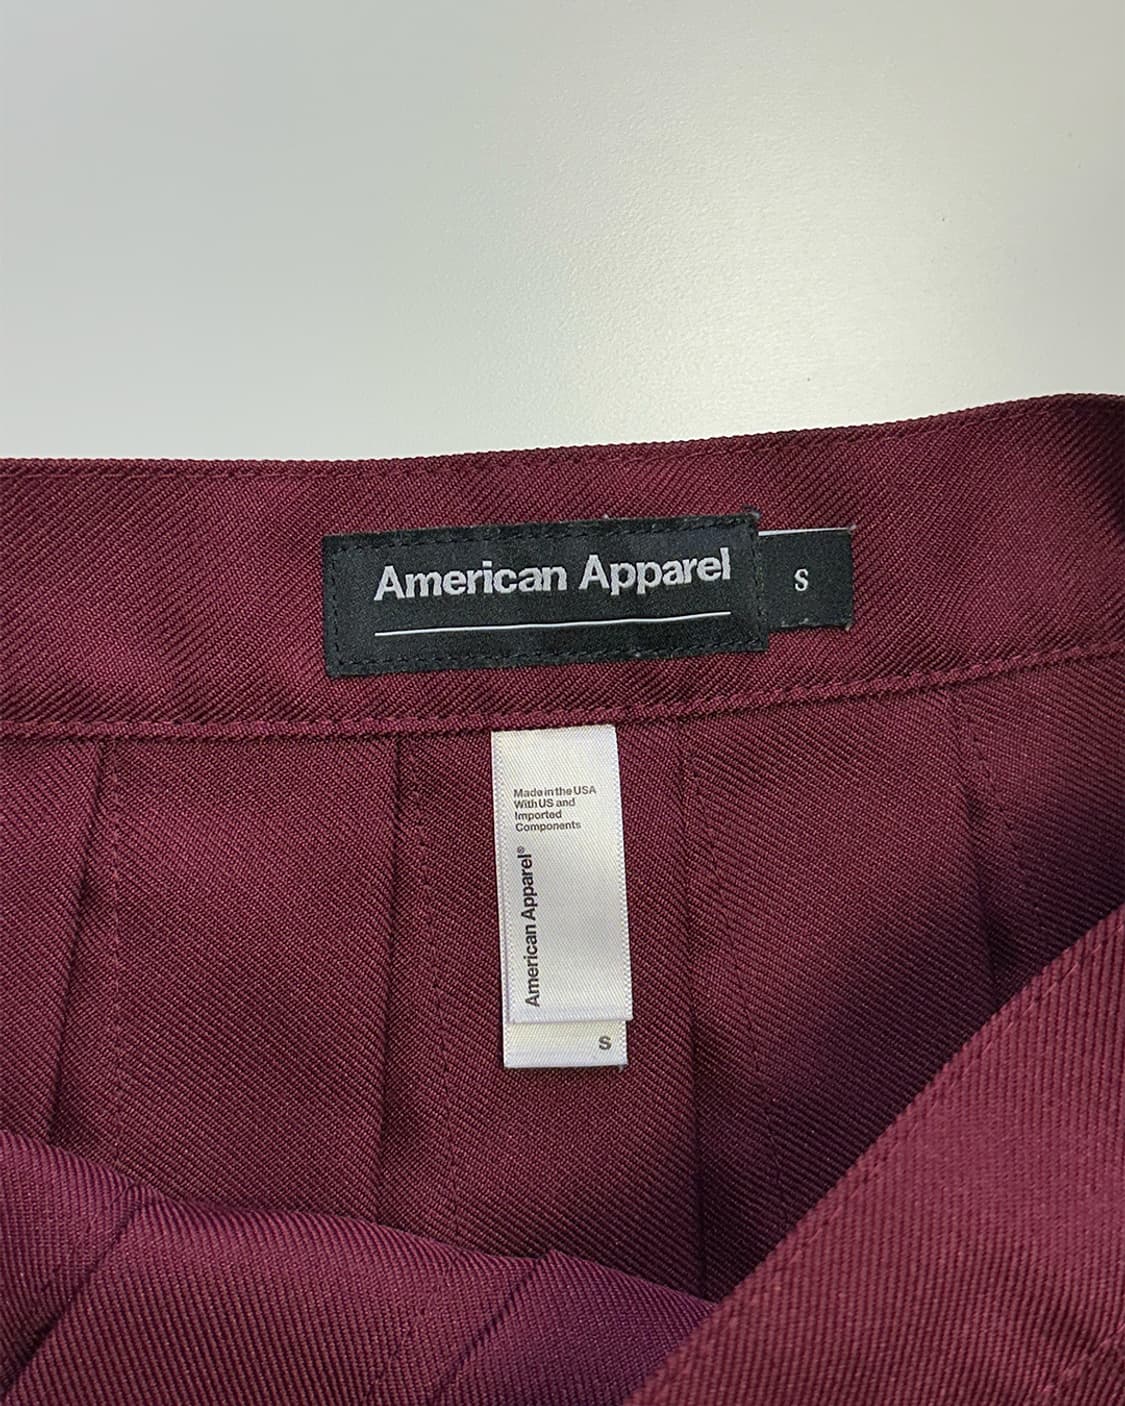 American Apparel
S
Made in the USA
With US and
Imported
Components
American Apparel®
S